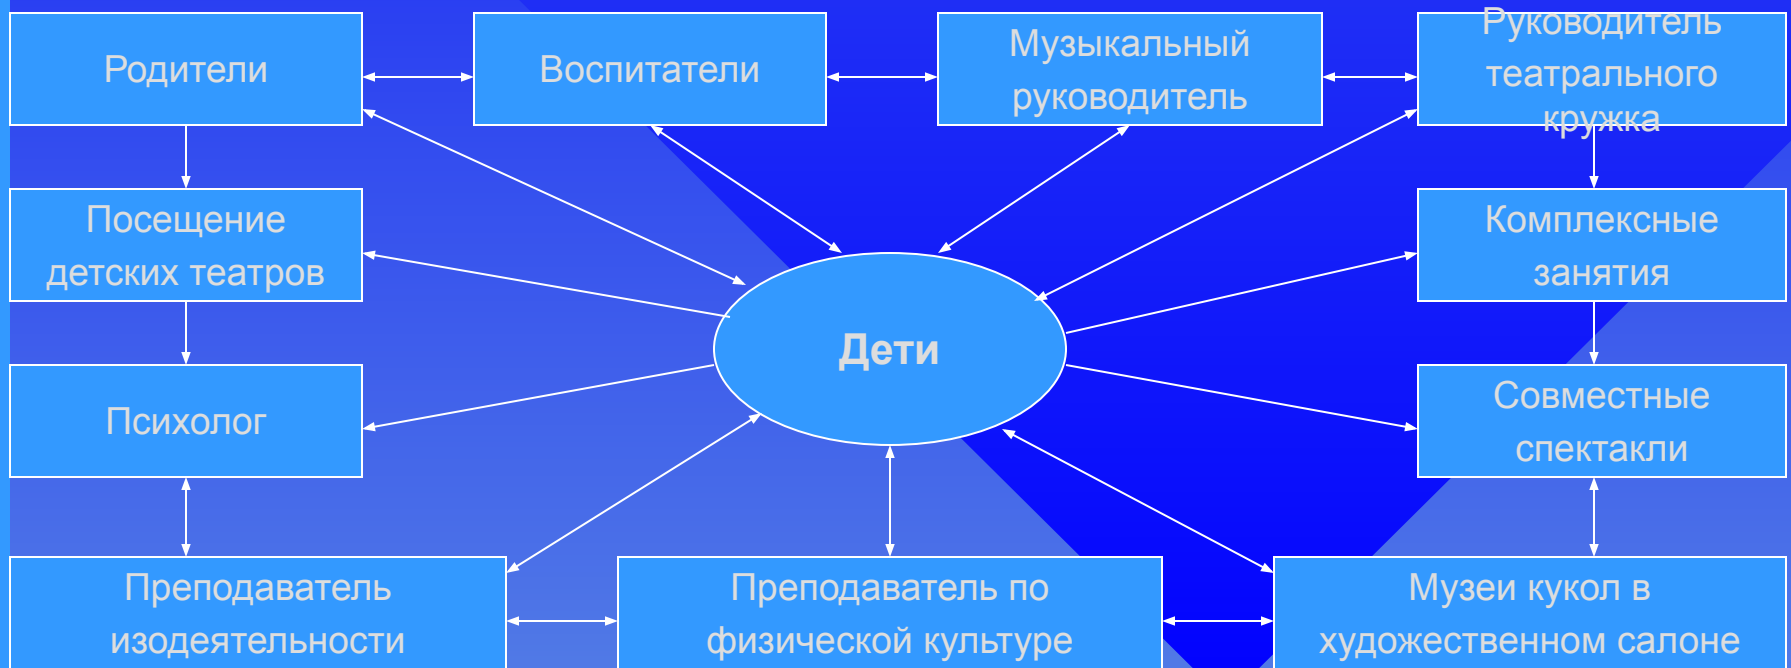 Родители
Воспитатели
Музыкальный
руководитель
Руководитель
театрального
кружка
Посещение
детских театров
Комплексные
занятия
Дети
Психолог
Совместные
спектакли
Преподаватель
изодеятельности
Преподаватель по
физической культуре
Музеи кукол в
художественном салоне